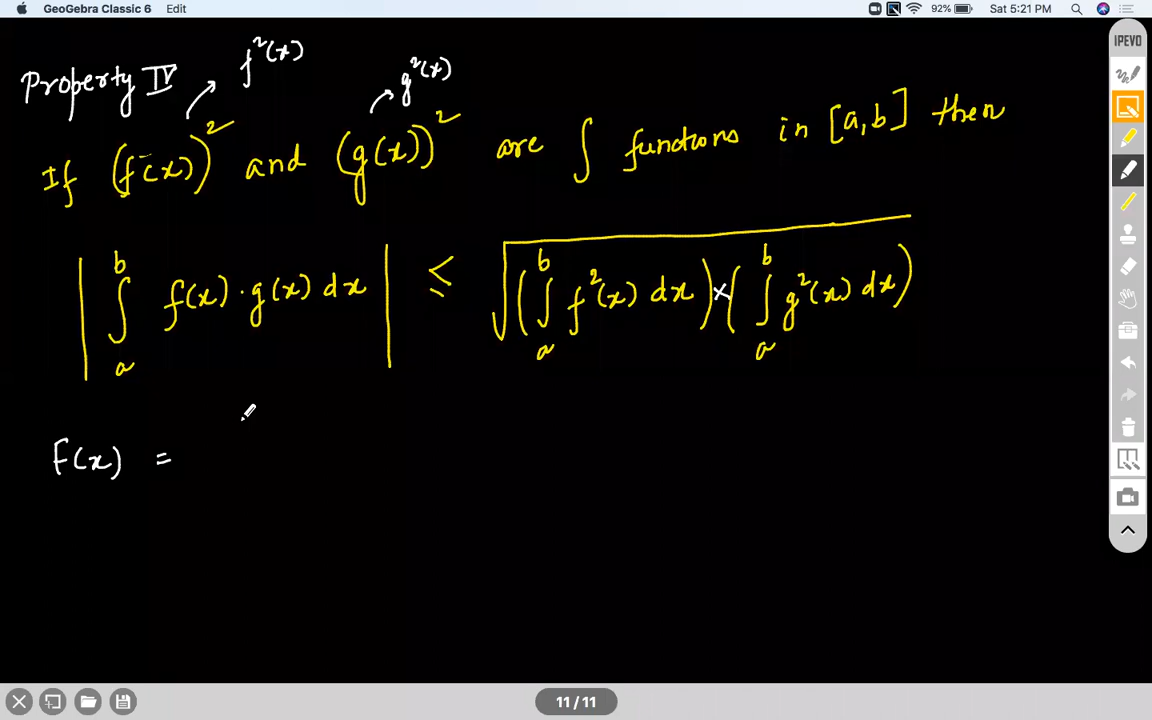 GeoGebra Classic 6 Edit 92% Sat 5:21 PM
IPEVO
Property IV f²(x) g²(x)
If (f(x))² and (g(x))² are ∫ functions in [a,b] then
|∫ₐᵇ f(x)·g(x) dx| ≤ √((∫ₐᵇ f²(x) dx)×(∫ₐᵇ g²(x) dx))
F(x) =
11/11